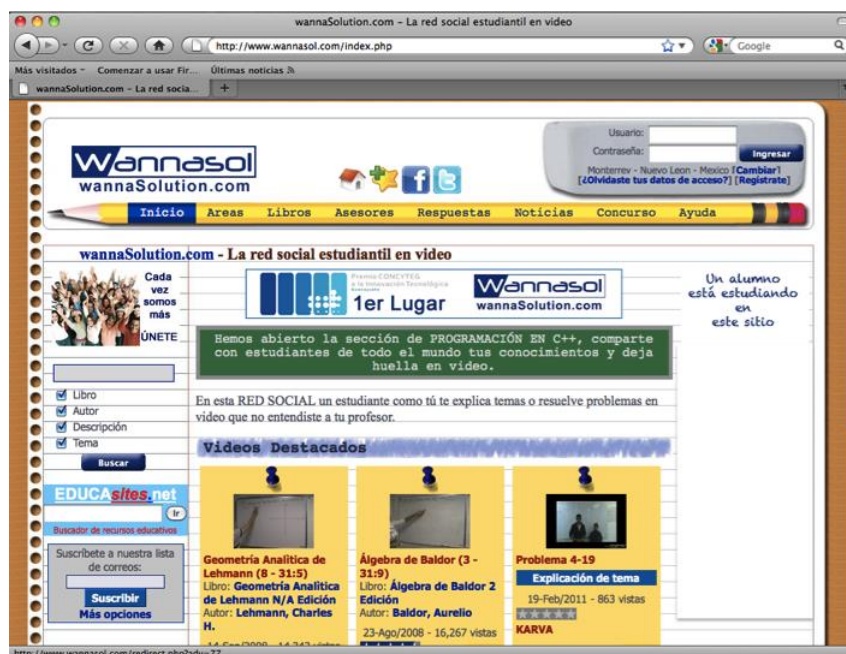 wannaSolution.com – La red social estudiantil en video
http://www.wannasol.com/index.php
Google
Más visitados
Comenzar a usar Fir...
Últimas noticias
wannaSolution.com – La red socia...
Wannasol
wannaSolution.com
Usuario:
Contraseña:
Ingresar
Monterrey - Nuevo Leon - Mexico [Cambiar]
[¿Olvidaste tus datos de acceso?] [Regístrate]
Inicio Areas Libros Asesores Respuestas Noticias Concurso Ayuda
wannaSolution.com - La red social estudiantil en video
Cada
vez
somos
más
ÚNETE
Libro
Autor
Descripción
Tema
Buscar
EDUCAsites.net
Ir
Buscador de recursos educativos
Suscríbete a nuestra lista
de correos:
Suscribir
Más opciones
Premio CONCYTEG
a la Innovación Tecnológica
1er Lugar
Wannasol
wannaSolution.com
Hemos abierto la sección de PROGRAMACIÓN EN C++, comparte
con estudiantes de todo el mundo tus conocimientos y deja
huella en video.
En esta RED SOCIAL un estudiante como tú te explica temas o resuelve problemas en
video que no entendiste a tu profesor.
Videos Destacados
Geometría Analítica de
Lehmann (8 - 31:5)
Libro: Geometría Analítica
de Lehmann N/A Edición
Autor: Lehmann, Charles
H.
Álgebra de Baldor (3 -
31:9)
Libro: Álgebra de Baldor 2
Edición
Autor: Baldor, Aurelio
23-Ago/2008 - 16,267 vistas
Problema 4-19
Explicación de tema
19-Feb/2011 - 863 vistas
KARVA
Un alumno
está estudiando
en
este sitio